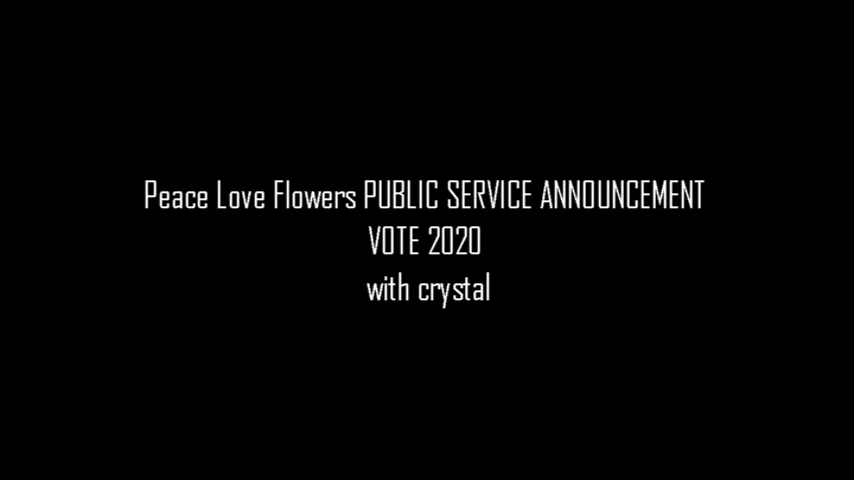 Peace Love Flowers PUBLIC SERVICE ANNOUNCEMENT
VOTE 2020
with crystal